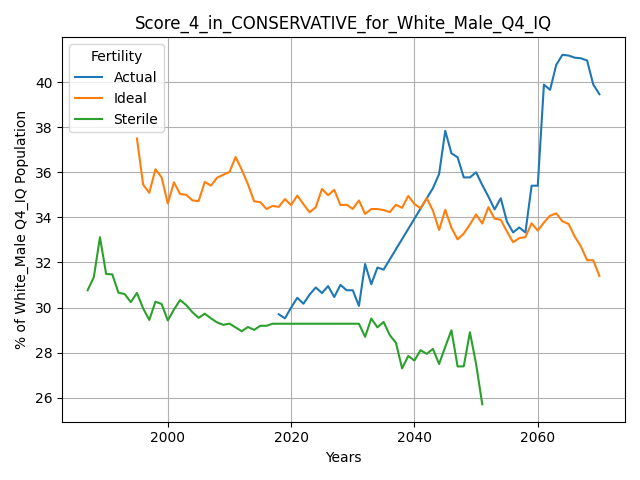 Score_4_in_CONSERVATIVE_for_White_Male_Q4_IQ
Fertility
Actual
Ideal
Sterile
% of White_Male Q4_IQ Population
40
38
36
34
32
30
28
26
2000
2020
2040
2060
Years